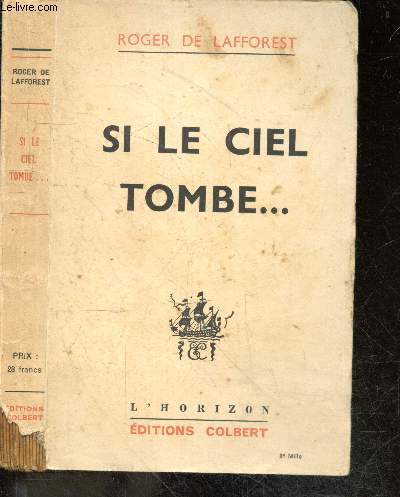 ROGER DE LAFFOREST
SI LE CIEL
TOMBE...
L'HORIZON
ÉDITIONS COLBERT
ROGER DE
LAFFOREST
SI LE
CIEL
TOMBE...
PRIX :
28 francs
EDITIONS
COLBERT
Le-livre.com